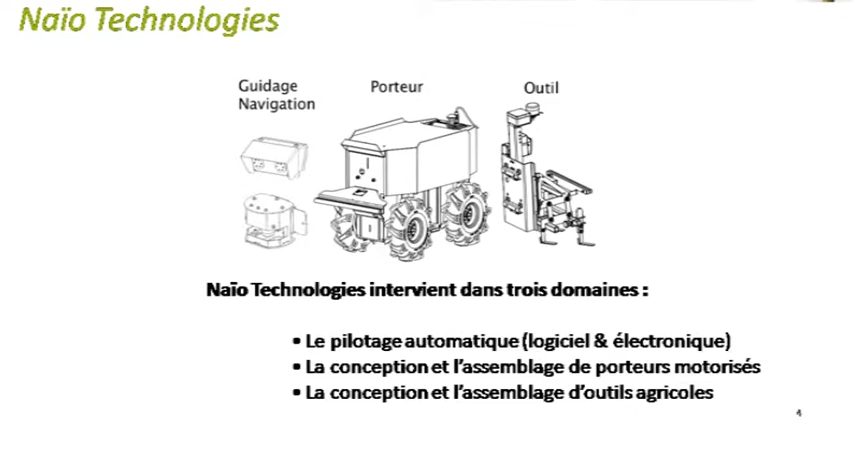 Naïo Technologies
Guidage
Navigation
Porteur
Outil
Naïo Technologies intervient dans trois domaines :
• Le pilotage automatique (logiciel & électronique)
• La conception et l'assemblage de porteurs motorisés
• La conception et l'assemblage d'outils agricoles
4